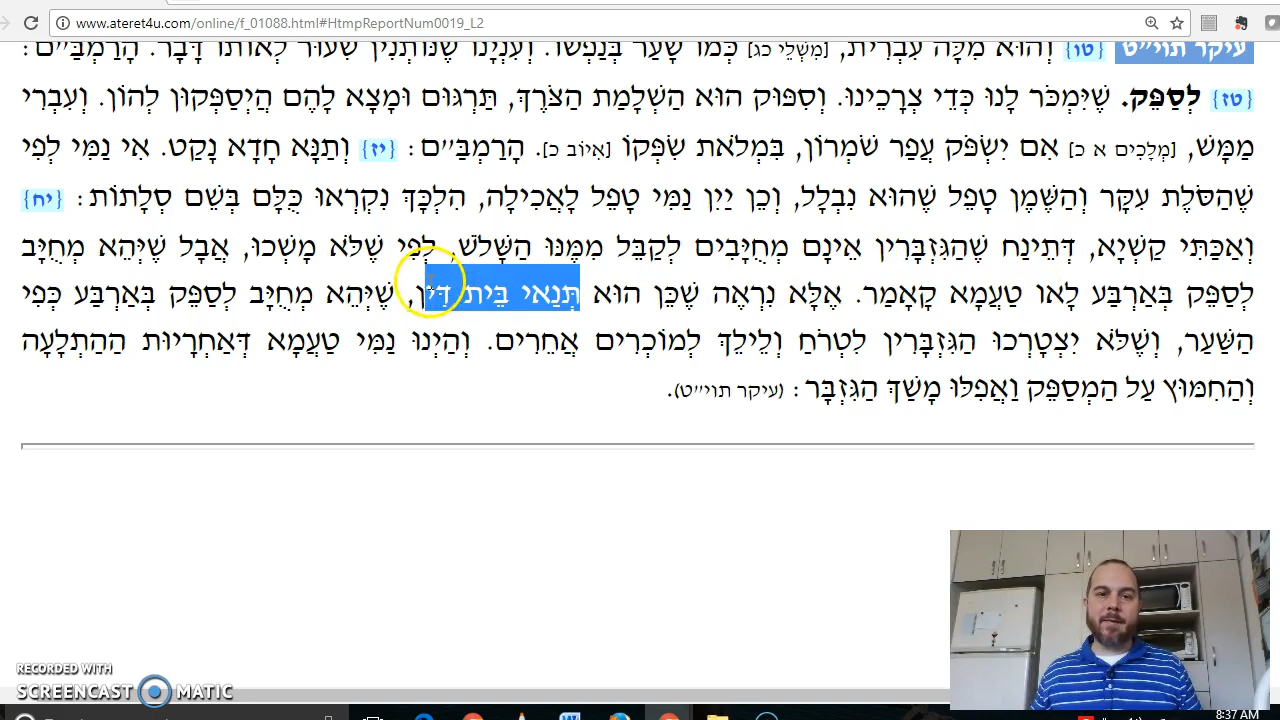 www.ateret4u.com/online/f_01088.html#HtmpReportNum0019_L2
עיקר תוי״ט {טו} וְהוּא מִלָּה עִבְרִית, [מִשְׁלֵי כג] כְּמוֹ שָׁעַר בְּנַפְשׁוֹ. וְעִנְיָנוֹ שֶׁנּוֹתְנִין שִׁעוּר לְאוֹתוֹ דָּבָר. הָרַמְבַּ״ם :
{טז} לְסַפֵּק. שֶׁיִּמְכֹּר לָנוּ כְּדֵי צְרָכֵינוּ. וְסִפּוּק הוּא הַשְׁלָמַת הַצֹּרֶךְ, תַּרְגּוּם וּמָצָא לָהֶם הֲיְסַפְּקוּן לְהוֹן. וְעִבְרִי
מַמָּשׁ, [מְלָכִים א כ] אִם יִשְׂפֹּק עֲפַר שֹׁמְרוֹן, בִּמְלֹאת שִׂפְקוֹ [אִיּוֹב כ]. הָרַמְבַּ״ם : {יז} וְתַנָּא חֲדָא נָקַט. אִי נַמִּי לְפִי
שֶׁהַסֹּלֶת עִקָּר וְהַשֶּׁמֶן טָפֵל שֶׁהוּא נִבְלָל, וְכֵן יַיִן נַמִּי טָפֵל לָאֲכִילָה, הִלְכָּךְ נִקְרְאוּ כֻּלָּם בְּשֵׁם סְלָתוֹת : {יח}
וְאַכַּתִּי קַשְׁיָא, דְּתֵינַח שֶׁהַגִּזְבָּרִין אֵינָם מְחֻיָּבִים לְקַבֵּל מִמֶּנּוּ הַשָּׁלֹשׁ, לְפִי שֶׁלֹּא מָשְׁכוּ, אֲבָל שֶׁיְּהֵא מְחֻיָּב
לְסַפֵּק בְּאַרְבַּע לָאו טַעֲמָא קָאָמַר. אֶלָּא נִרְאֶה שֶׁכֵּן הוּא תְּנַאי בֵּית דִּין, שֶׁיְּהֵא מְחֻיָּב לְסַפֵּק בְּאַרְבַּע כְּפִי
הַשַּׁעַר, וְשֶׁלֹּא יִצְטָרְכוּ הַגִּזְבָּרִין לִטְרֹחַ וְלֵילֵךְ לְמוֹכְרִים אֲחֵרִים. וְהַיְנוּ נַמִּי טַעֲמָא דְּאַחְרָיוּת הַהַתְלָעָה
וְהַחִמּוּץ עַל הַמְסַפֵּק וַאֲפִלּוּ מָשַׁךְ הַגִּזְבָּר : (עיקר תוי״ט).
RECORDED WITH
SCREENCAST MATIC
8:37 AM